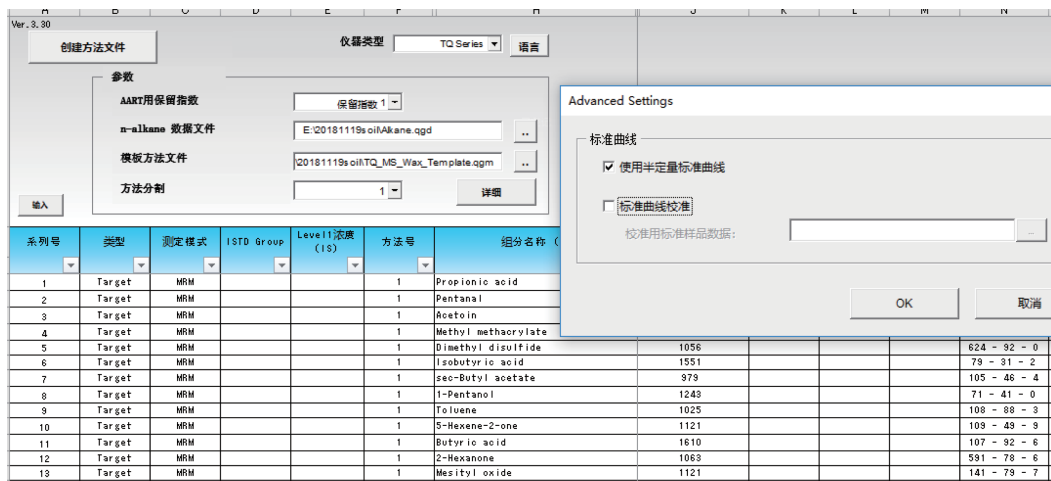 A B C D E F H J K L M N
Ver.3.30
创建方法文件
仪器类型 TQ Series 语言
参数
AART用保留指数 保留指数 1
n-alkane 数据文件 E:\20181119soil\Alkane.qgd ..
模板方法文件 \20181119soil\TQ_MS_Wax_Template.qgm ..
方法分割 1 详细
输入
Advanced Settings
标准曲线
使用半定量标准曲线
标准曲线校准
校准用标准样品数据: ...
OK 取消
系列号 类型 测定模式 ISTD Group Level1浓度 (IS) 方法号 组分名称 (
1 Target MRM 1 Propionic acid
2 Target MRM 1 Pentanal
3 Target MRM 1 Acetoin
4 Target MRM 1 Methyl methacrylate
5 Target MRM 1 Dimethyl disulfide 1056 624 - 92 - 0
6 Target MRM 1 Isobutyric acid 1551 79 - 31 - 2
7 Target MRM 1 sec-Butyl acetate 979 105 - 46 - 4
8 Target MRM 1 1-Pentanol 1243 71 - 41 - 0
9 Target MRM 1 Toluene 1025 108 - 88 - 3
10 Target MRM 1 5-Hexene-2-one 1121 109 - 49 - 9
11 Target MRM 1 Butyric acid 1610 107 - 92 - 6
12 Target MRM 1 2-Hexanone 1063 591 - 78 - 6
13 Target MRM 1 Mesityl oxide 1121 141 - 79 - 7